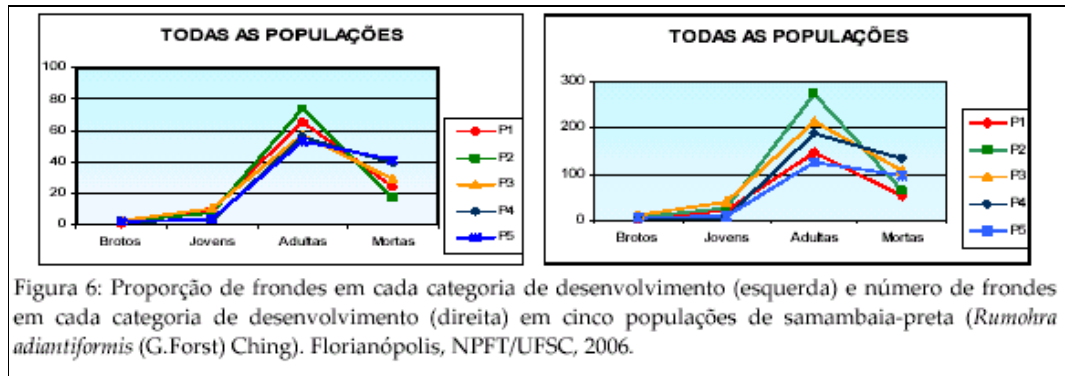 TODAS AS POPULAÇÕES
100
80
60
40
20
0
Brotos Jovens Adultas Mortas
P1
P2
P3
P4
P5
TODAS AS POPULAÇÕES
300
200
100
0
Brotos Jovens Adultas Mortas
P1
P2
P3
P4
P5
Figura 6: Proporção de frondes em cada categoria de desenvolvimento (esquerda) e número de frondes
em cada categoria de desenvolvimento (direita) em cinco populações de samambaia-preta (Rumohra
adiantiformis (G.Forst) Ching). Florianópolis, NPFT/UFSC, 2006.